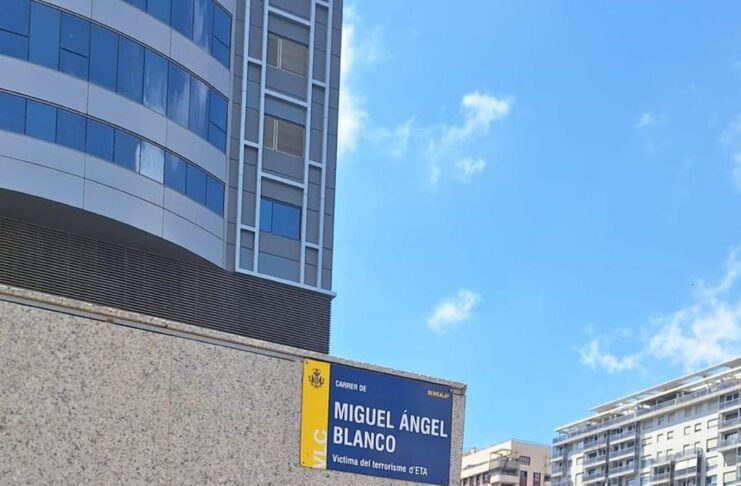 CARRER DE
BENICALAP
MIGUEL ÁNGEL
BLANCO
VLC
Víctima del terrorisme d'ETA